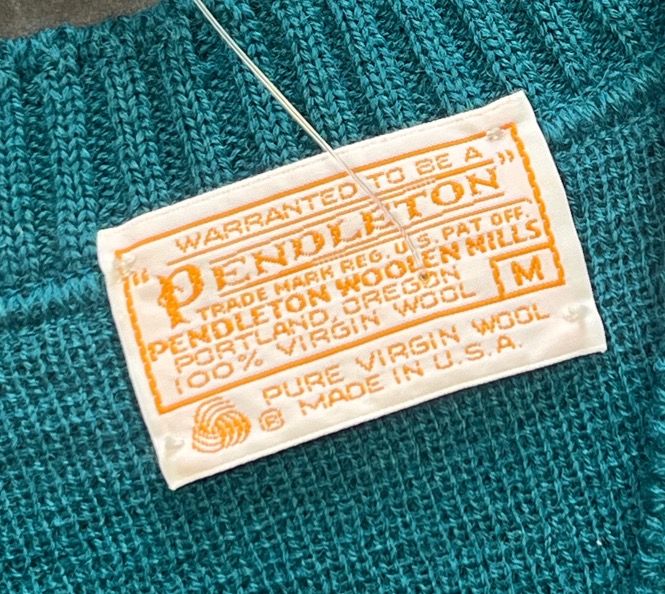 WARRANTED TO BE A
"PENDLETON"
TRADE MARK REG. U.S. PAT OFF.
PENDLETON WOOLEN MILLS
PORTLAND, OREGON
100% VIRGIN WOOL
M
PURE VIRGIN WOOL
® MADE IN U.S.A.